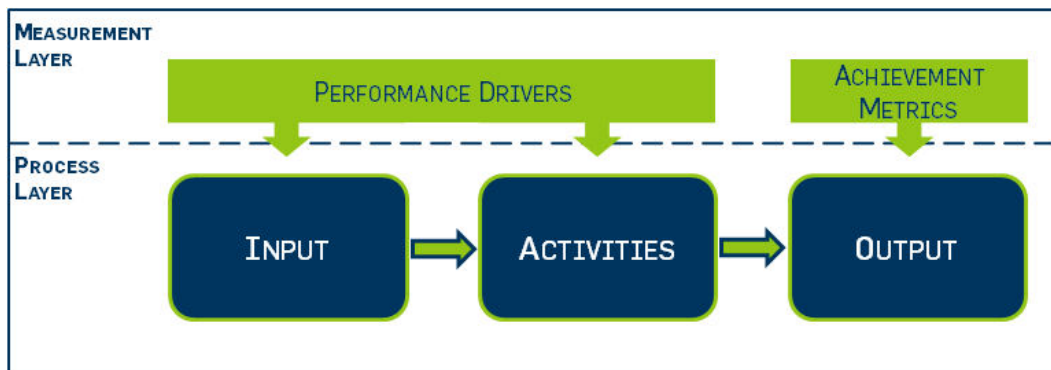 MEASUREMENT
LAYER
PERFORMANCE DRIVERS
ACHIEVEMENT
METRICS
PROCESS
LAYER
INPUT
ACTIVITIES
OUTPUT